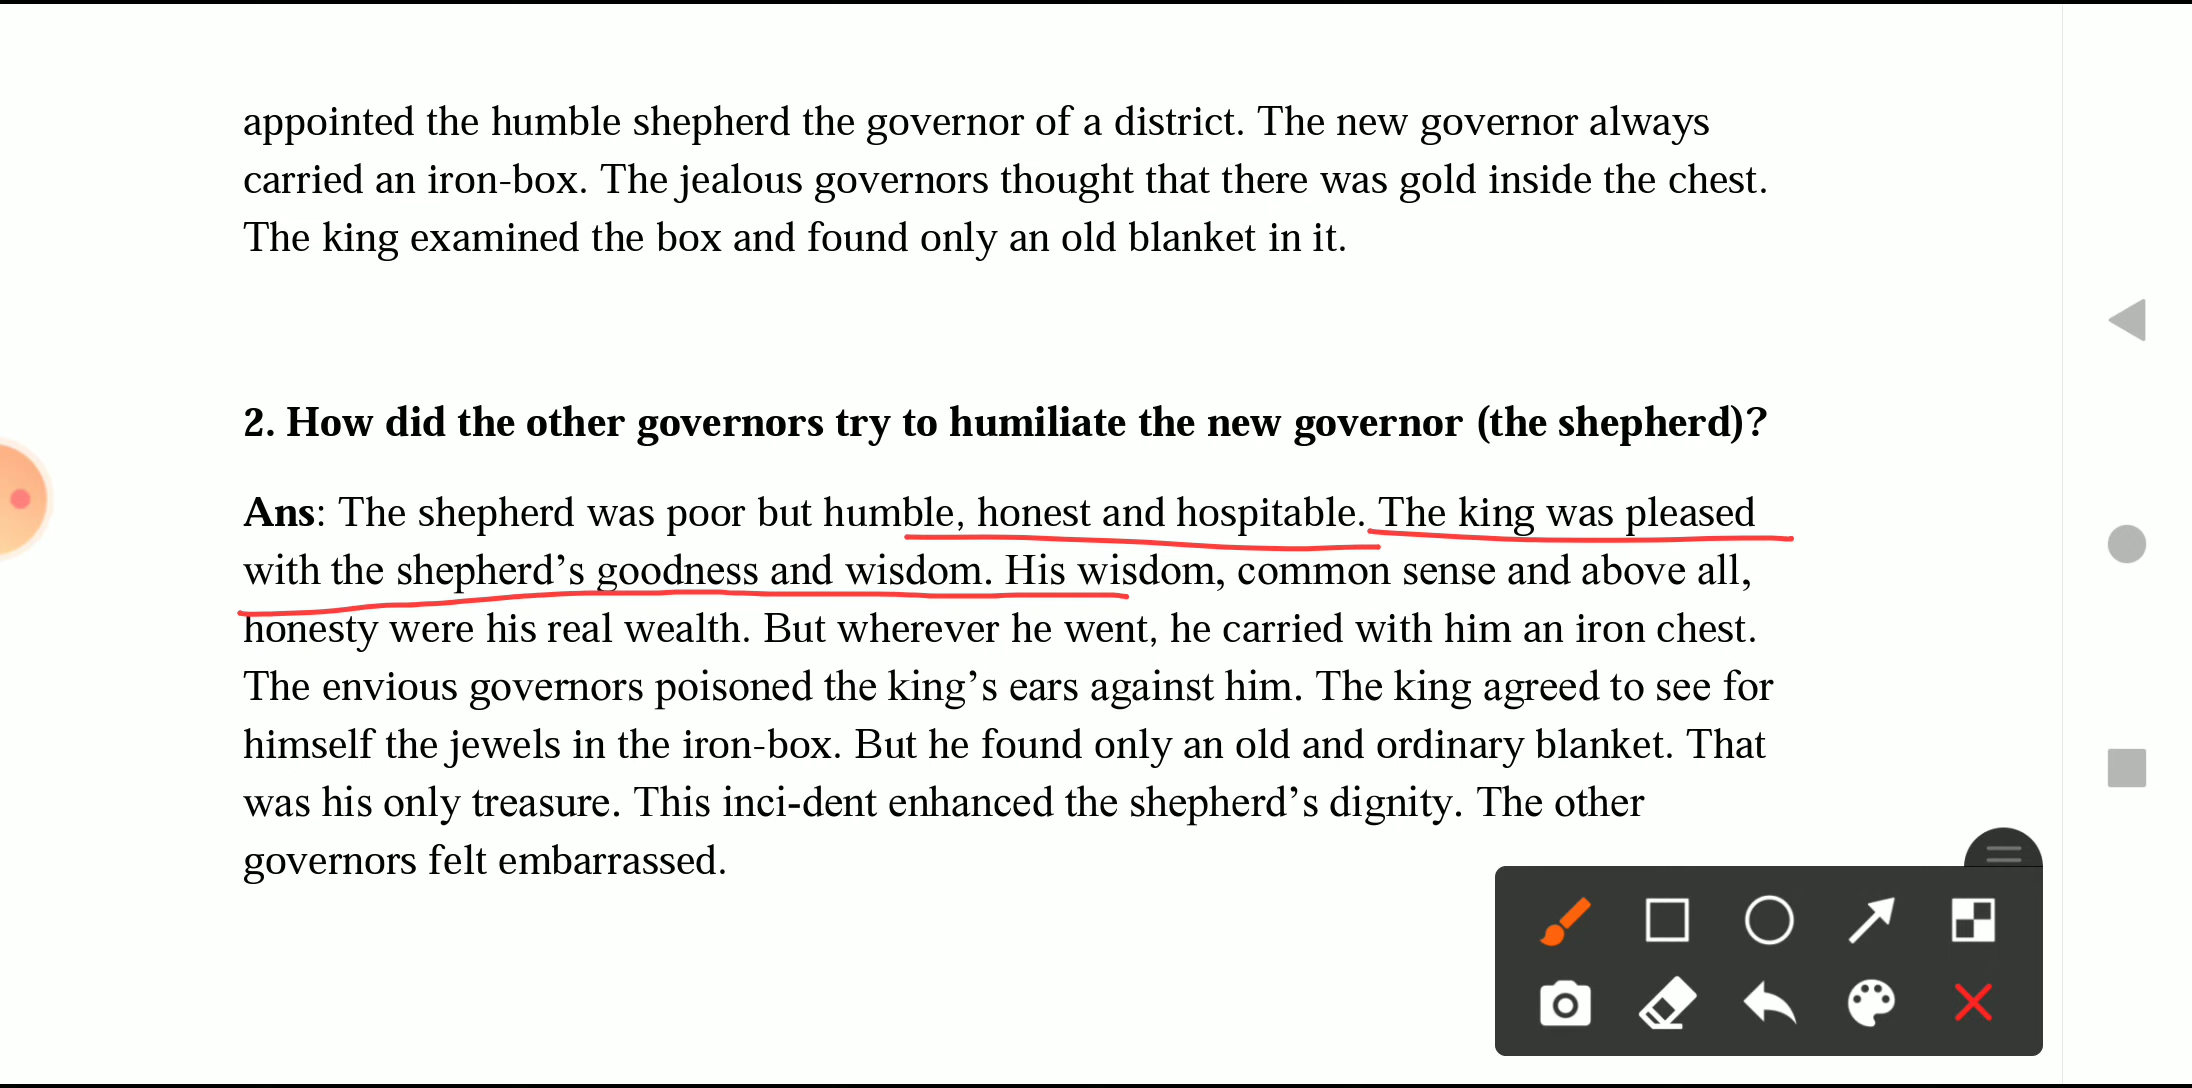 appointed the humble shepherd the governor of a district. The new governor always
carried an iron-box. The jealous governors thought that there was gold inside the chest.
The king examined the box and found only an old blanket in it.
2. How did the other governors try to humiliate the new governor (the shepherd)?
Ans: The shepherd was poor but humble, honest and hospitable. The king was pleased
with the shepherd’s goodness and wisdom. His wisdom, common sense and above all,
honesty were his real wealth. But wherever he went, he carried with him an iron chest.
The envious governors poisoned the king’s ears against him. The king agreed to see for
himself the jewels in the iron-box. But he found only an old and ordinary blanket. That
was his only treasure. This inci-dent enhanced the shepherd’s dignity. The other
governors felt embarrassed.